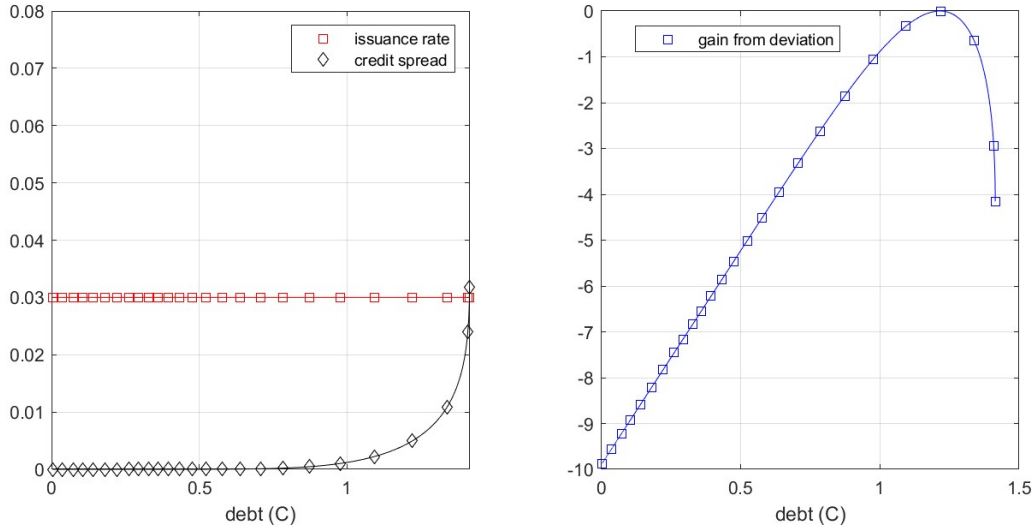 0.08
0.07
0.06
0.05
0.04
0.03
0.02
0.01
0
0 0.5 1
debt (C)
issuance rate
credit spread
0
-1
-2
-3
-4
-5
-6
-7
-8
-9
-10
0 0.5 1 1.5
debt (C)
gain from deviation